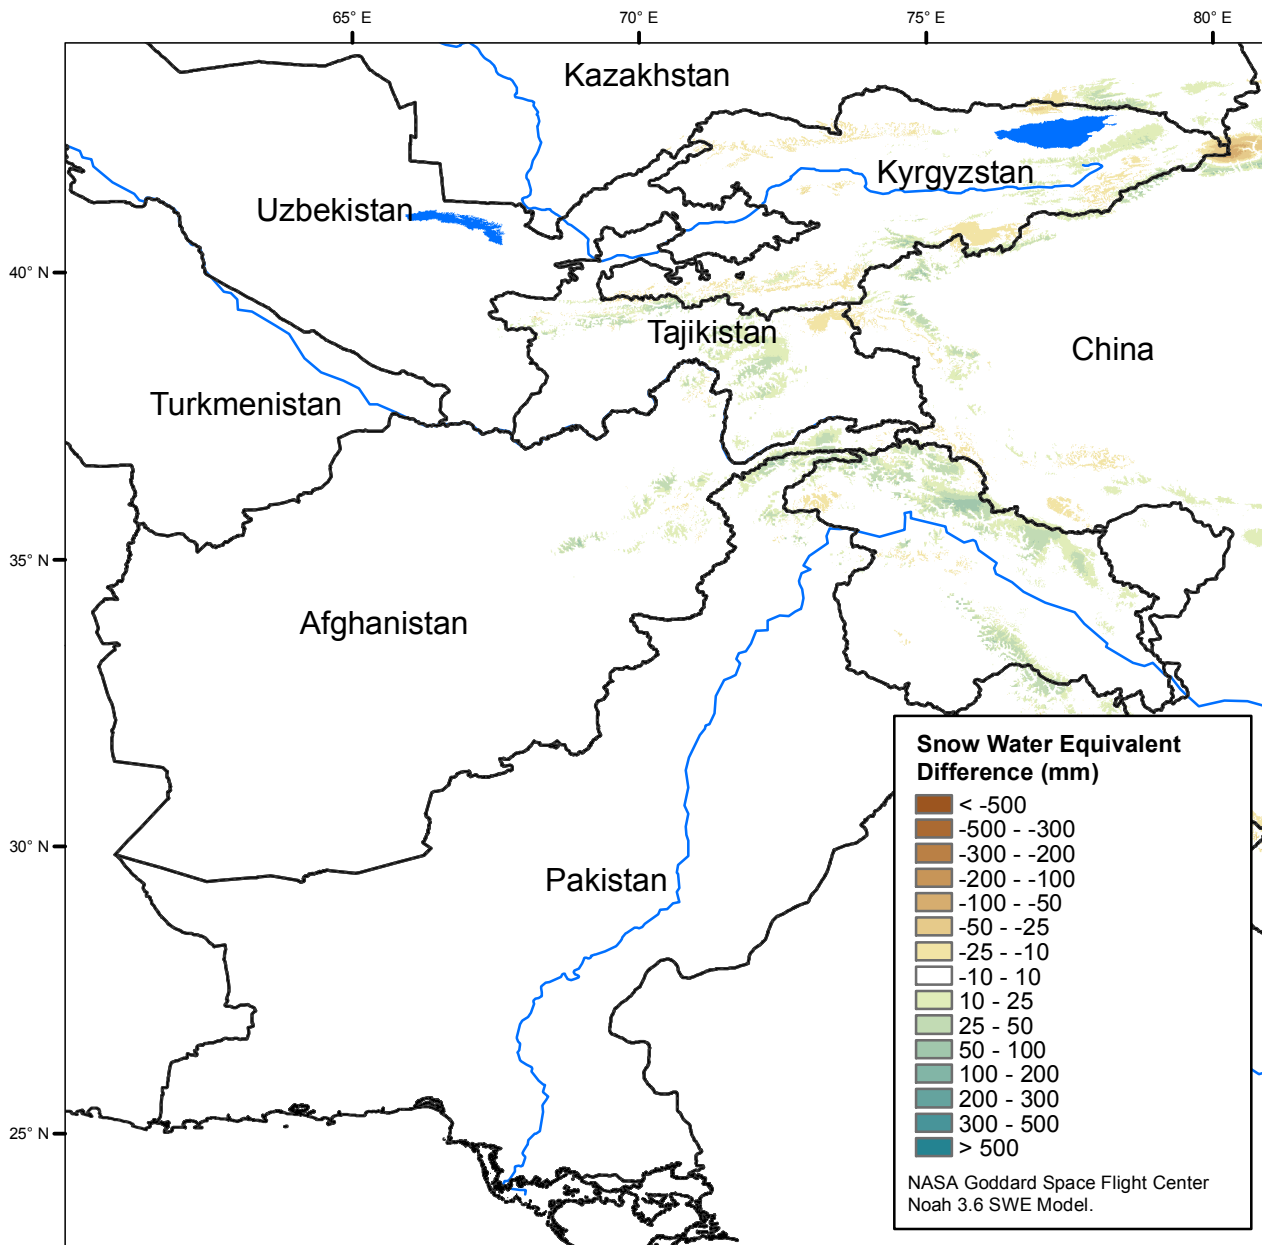 65° E
70° E
75° E
80° E
Kazakhstan
Kyrgyzstan
Uzbekistan
40° N
Tajikistan
China
Turkmenistan
35° N
Afghanistan
30° N
Pakistan
25° N
Snow Water Equivalent
Difference (mm)
< -500
-500 - -300
-300 - -200
-200 - -100
-100 - -50
-50 - -25
-25 - -10
-10 - 10
10 - 25
25 - 50
50 - 100
100 - 200
200 - 300
300 - 500
> 500
NASA Goddard Space Flight Center
Noah 3.6 SWE Model.